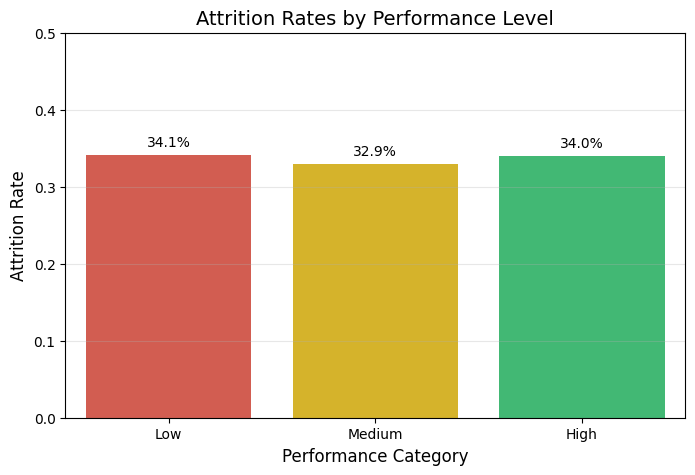 Attrition Rates by Performance Level
Attrition Rate
0.5
0.4
0.3
0.2
0.1
0.0
34.1%
32.9%
34.0%
Low
Medium
High
Performance Category